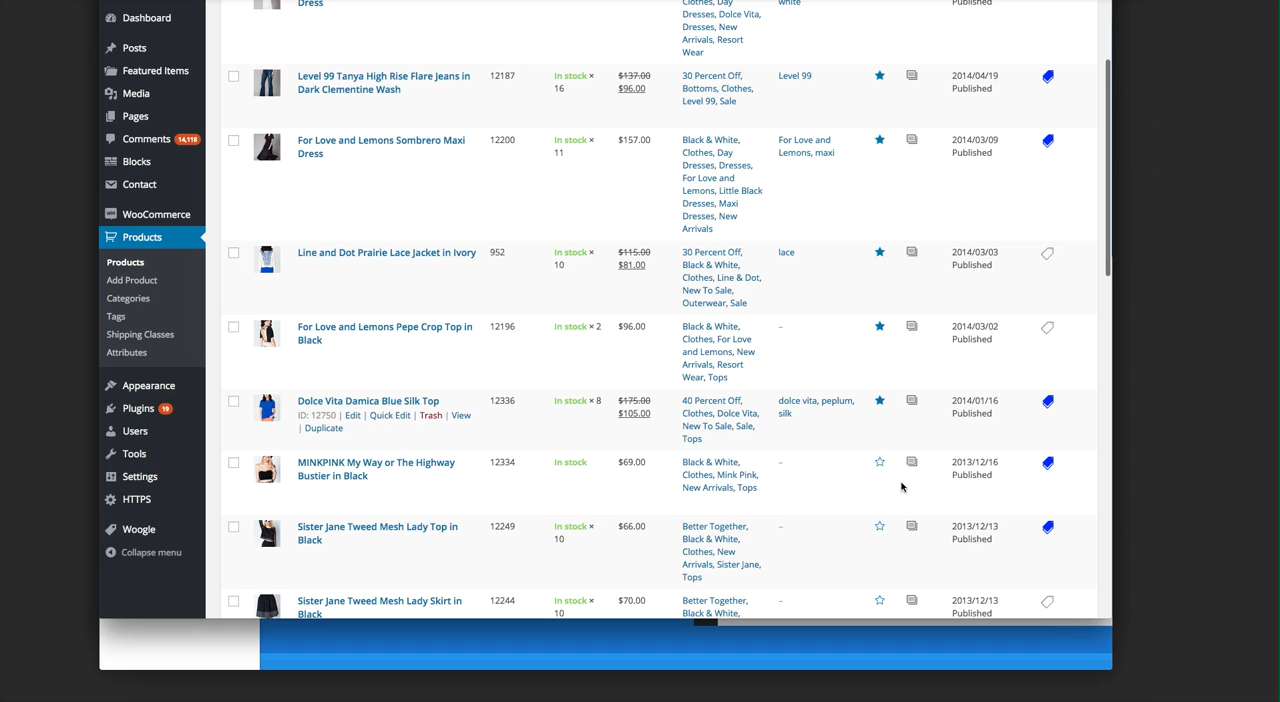 Dashboard
Posts
Featured Items
Media
Pages
Comments 14,118
Blocks
Contact
WooCommerce
Products
Products
Add Product
Categories
Tags
Shipping Classes
Attributes
Appearance
Plugins 19
Users
Tools
Settings
HTTPS
Woogle
Collapse menu
Dress
Clothes, Day
Dresses, Dolce Vita,
Dresses, New
Arrivals, Resort
Wear
white
Level 99 Tanya High Rise Flare Jeans in
Dark Clementine Wash
12187
In stock ×
16
$137.00
$96.00
30 Percent Off,
Bottoms, Clothes,
Level 99, Sale
Level 99
2014/04/19
Published
For Love and Lemons Sombrero Maxi
Dress
12200
In stock ×
11
$157.00
Black & White,
Clothes, Day
Dresses, Dresses,
For Love and
Lemons, Little Black
Dresses, Maxi
Dresses, New
Arrivals
For Love and
Lemons, maxi
2014/03/09
Published
Line and Dot Prairie Lace Jacket in Ivory
952
In stock ×
10
$115.00
$81.00
30 Percent Off,
Black & White,
Clothes, Line & Dot,
New To Sale,
Outerwear, Sale
lace
2014/03/03
Published
For Love and Lemons Pepe Crop Top in
Black
12196
In stock × 2
$96.00
Black & White,
Clothes, For Love
and Lemons, New
Arrivals, Resort
Wear, Tops
–
2014/03/02
Published
Dolce Vita Damica Blue Silk Top
ID: 12750 | Edit | Quick Edit | Trash | View
| Duplicate
12336
In stock × 8
$175.00
$105.00
40 Percent Off,
Clothes, Dolce Vita,
New To Sale, Sale,
Tops
dolce vita, peplum,
silk
2014/01/16
Published
MINKPINK My Way or The Highway
Bustier in Black
12334
In stock
$69.00
Black & White,
Clothes, Mink Pink,
New Arrivals, Tops
–
2013/12/16
Published
Sister Jane Tweed Mesh Lady Top in
Black
12249
In stock ×
10
$66.00
Better Together,
Black & White,
Clothes, New
Arrivals, Sister Jane,
Tops
–
2013/12/13
Published
Sister Jane Tweed Mesh Lady Skirt in
Black
12244
In stock ×
10
$70.00
Better Together,
Black & White,
–
2013/12/13
Published